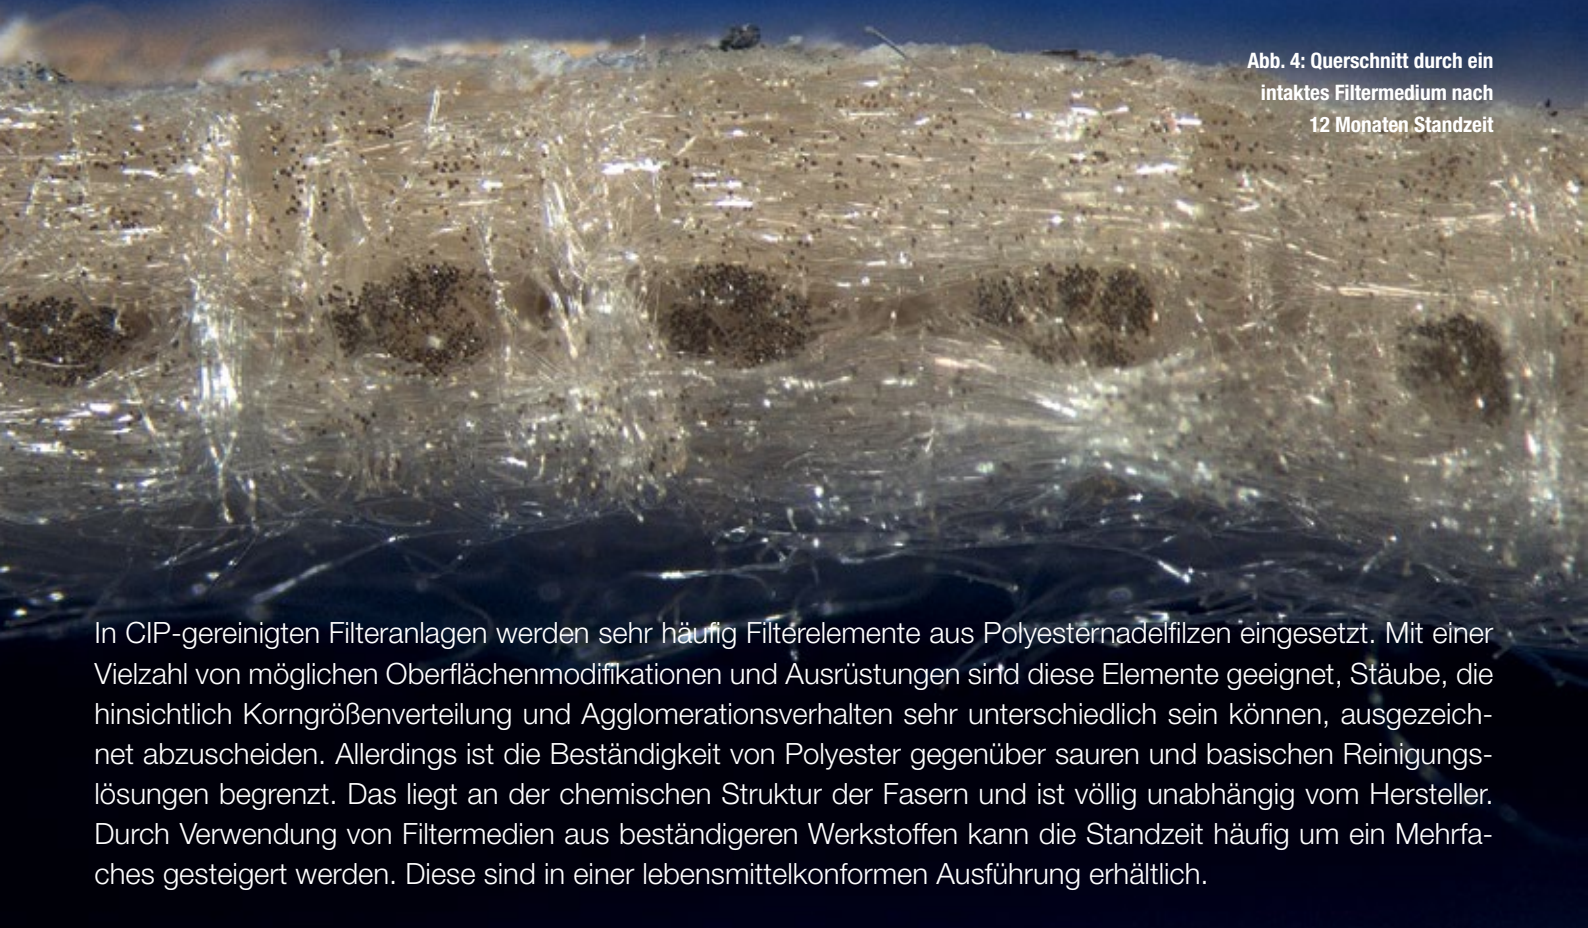 Abb. 4: Querschnitt durch ein
intaktes Filtermedium nach
12 Monaten Standzeit
In CIP-gereinigten Filteranlagen werden sehr häufig Filterelemente aus Polyesternadelfilzen eingesetzt. Mit einer
Vielzahl von möglichen Oberflächenmodifikationen und Ausrüstungen sind diese Elemente geeignet, Stäube, die
hinsichtlich Korngrößenverteilung und Agglomerationsverhalten sehr unterschiedlich sein können, ausgezeich-
net abzuscheiden. Allerdings ist die Beständigkeit von Polyester gegenüber sauren und basischen Reinigungs-
lösungen begrenzt. Das liegt an der chemischen Struktur der Fasern und ist völlig unabhängig vom Hersteller.
Durch Verwendung von Filtermedien aus beständigeren Werkstoffen kann die Standzeit häufig um ein Mehrfa-
ches gesteigert werden. Diese sind in einer lebensmittelkonformen Ausführung erhältlich.